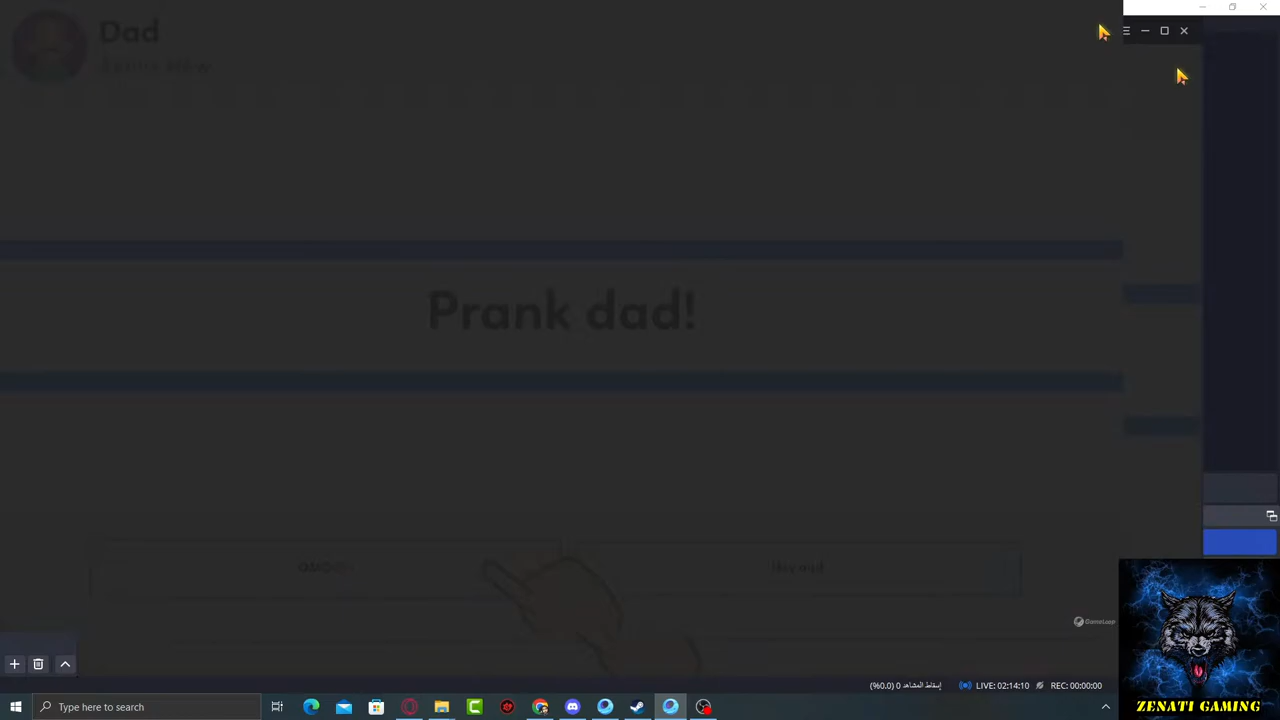 Dad
Prank dad!
GameLoop
إسقاط المشاهد 0 (0.0%)
LIVE: 02:14:10
REC: 00:00:00
Type here to search
ZENATI GAMING